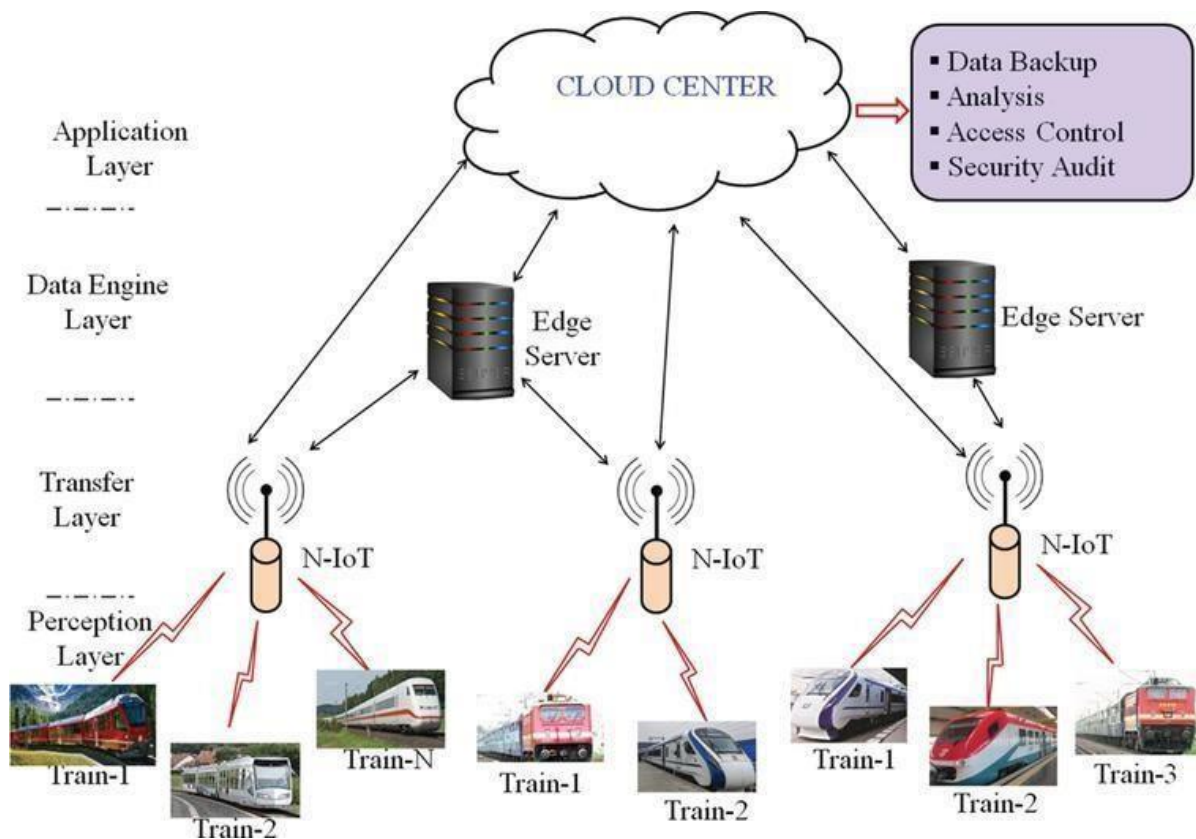 CLOUD CENTER
▪ Data Backup
▪ Analysis
▪ Access Control
▪ Security Audit
Application
Layer
Data Engine
Layer
Edge
Server
Edge Server
Transfer
Layer
N-IoT
N-IoT
N-IoT
Perception
Layer
Train-1
Train-2
Train-N
Train-1
Train-2
Train-1
Train-2
Train-3